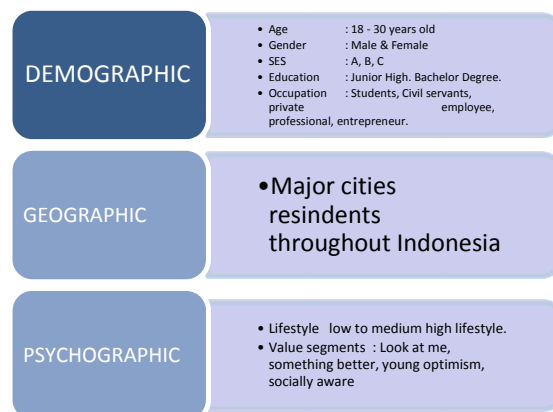 DEMOGRAPHIC
• Age : 18 - 30 years old
• Gender : Male & Female
• SES : A, B, C
• Education : Junior High. Bachelor Degree.
• Occupation : Students, Civil servants,
private employee,
professional, entrepreneur.
GEOGRAPHIC
•Major cities
resindents
throughout Indonesia
PSYCHOGRAPHIC
• Lifestyle low to medium high lifestyle.
• Value segments : Look at me,
something better, young optimism,
socially aware